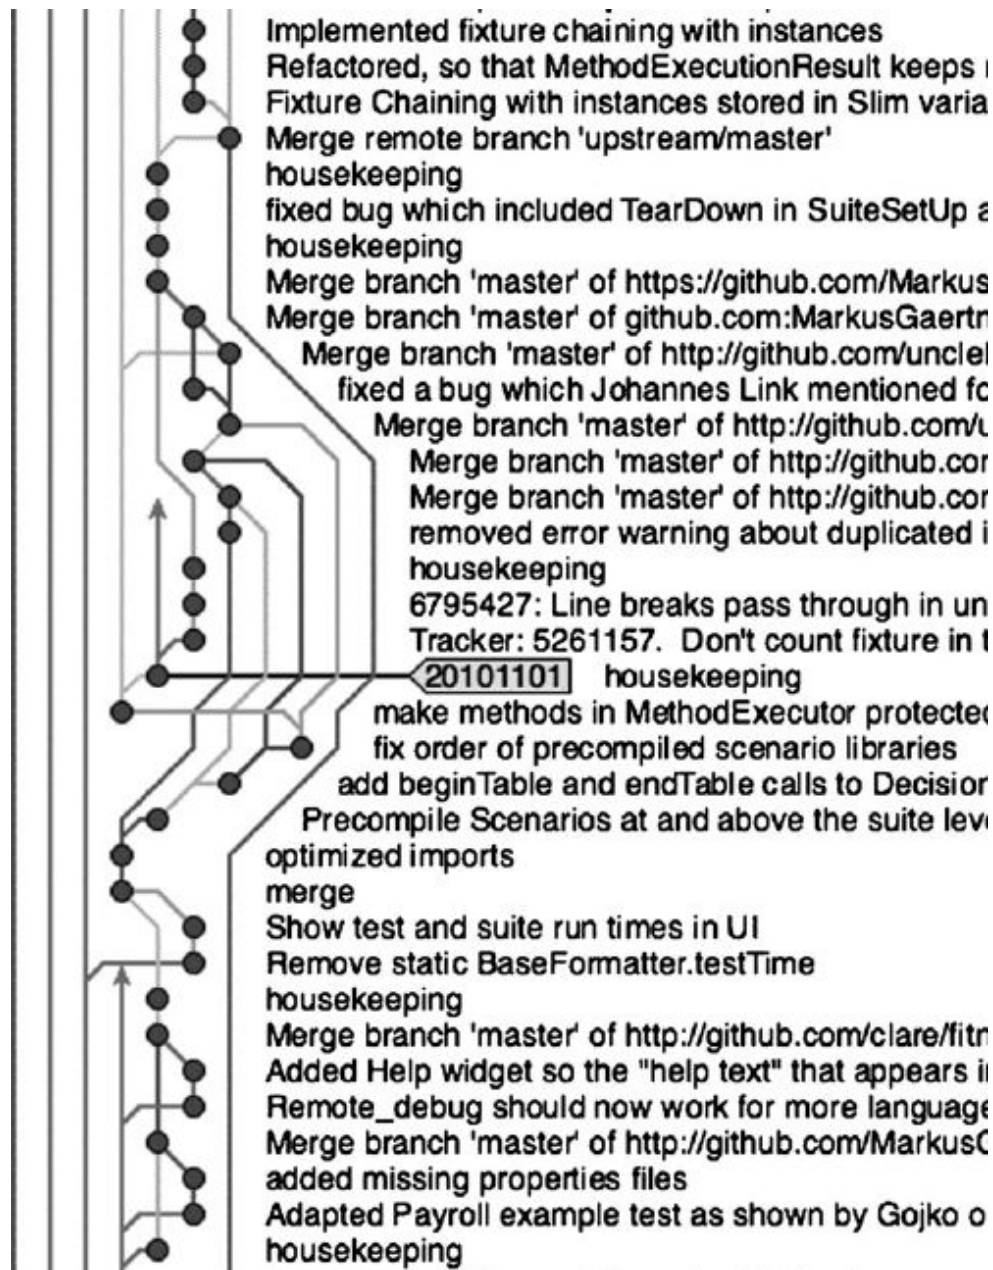 Implemented fixture chaining with instances
Refactored, so that MethodExecutionResult keeps
Fixture Chaining with instances stored in Slim varia
Merge remote branch 'upstream/master'
housekeeping
fixed bug which included TearDown in SuiteSetUp a
housekeeping
Merge branch 'master' of https://github.com/Markus
Merge branch 'master' of github.com:MarkusGaertn
Merge branch 'master' of http://github.com/uncle
fixed a bug which Johannes Link mentioned fo
Merge branch 'master' of http://github.com/u
Merge branch 'master' of http://github.com
Merge branch 'master' of http://github.com
removed error warning about duplicated i
housekeeping
6795427: Line breaks pass through in un
Tracker: 5261157. Don't count fixture in t
20101101 housekeeping
make methods in MethodExecutor protected
fix order of precompiled scenario libraries
add beginTable and endTable calls to Decision
Precompile Scenarios at and above the suite leve
optimized imports
merge
Show test and suite run times in UI
Remove static BaseFormatter.testTime
housekeeping
Merge branch 'master' of http://github.com/clare/fitn
Added Help widget so the "help text" that appears i
Remote_debug should now work for more language
Merge branch 'master' of http://github.com/MarkusG
added missing properties files
Adapted Payroll example test as shown by Gojko o
housekeeping